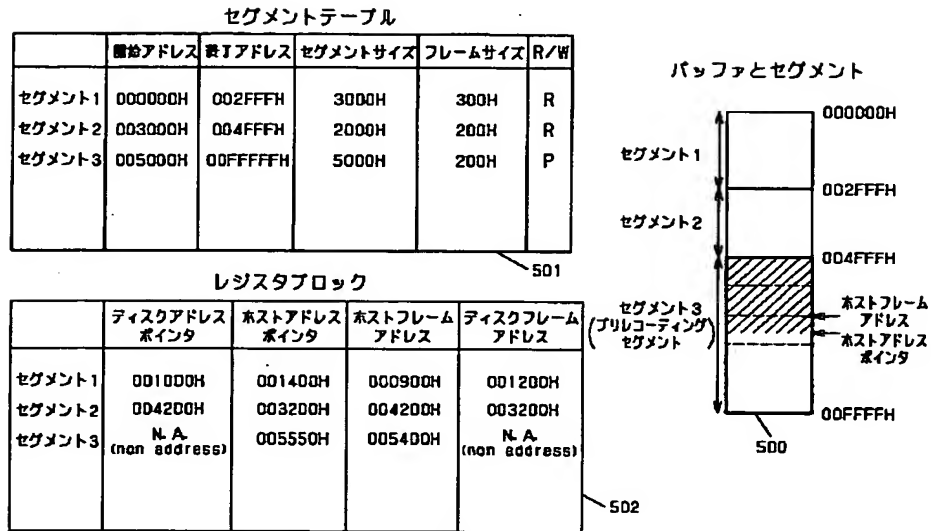 セグメントテーブル
開始アドレス 終了アドレス セグメントサイズ フレームサイズ R/W
セグメント1 000000H 002FFFH 3000H 300H R
セグメント2 003000H 004FFFH 2000H 200H R
セグメント3 005000H 00FFFFFH 5000H 200H P
501
レジスタブロック
ディスクアドレス ホストアドレス ホストフレーム ディスクフレーム
ポインタ ポインタ アドレス アドレス
セグメント1 001000H 001400H 000900H 001200H
セグメント2 004200H 003200H 004200H 003200H
セグメント3 N.A. 005550H 005400H N.A.
(non address) (non address)
502
バッファとセグメント
000000H
セグメント1
002FFFH
セグメント2
004FFFH
セグメント3
(プリレコーディング
セグメント)
ホストフレーム
アドレス
ホストアドレス
ポインタ
00FFFFH
500